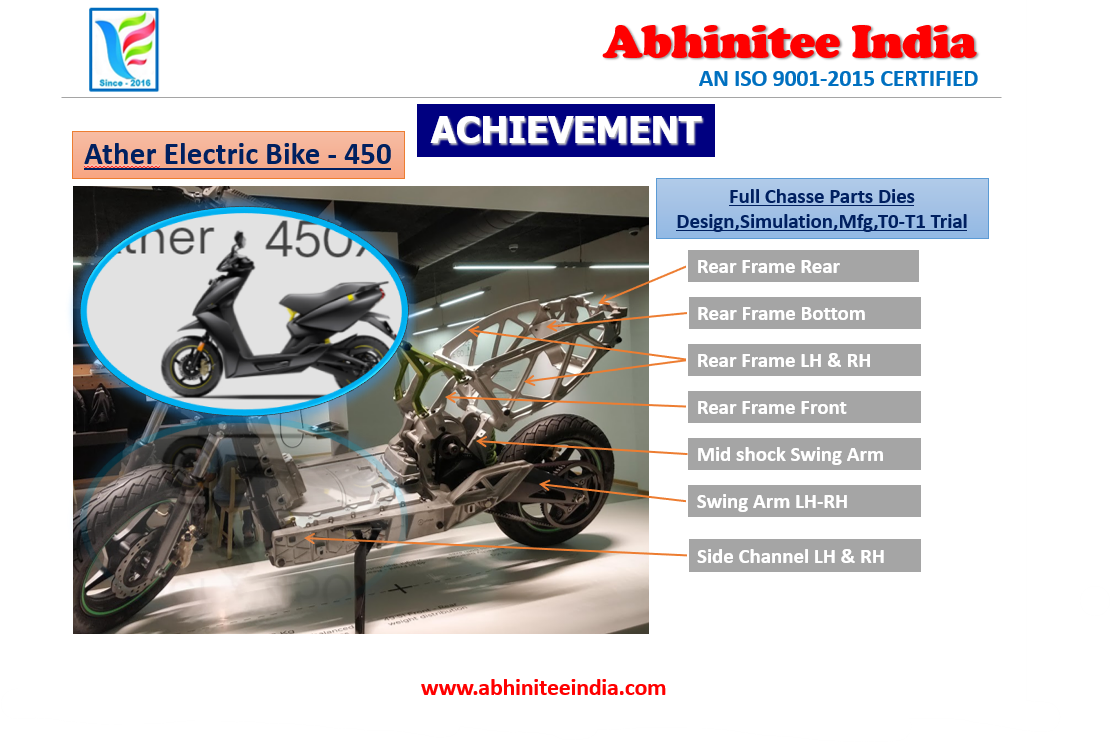 Since - 2016
Abhinitee India
AN ISO 9001-2015 CERTIFIED
ACHIEVEMENT
Ather Electric Bike - 450
Full Chasse Parts Dies
Design,Simulation,Mfg,T0-T1 Trial
ther 450X
Rear Frame Rear
Rear Frame Bottom
Rear Frame LH & RH
Rear Frame Front
Mid shock Swing Arm
Swing Arm LH-RH
Side Channel LH & RH
weight distribution
www.abhiniteeindia.com